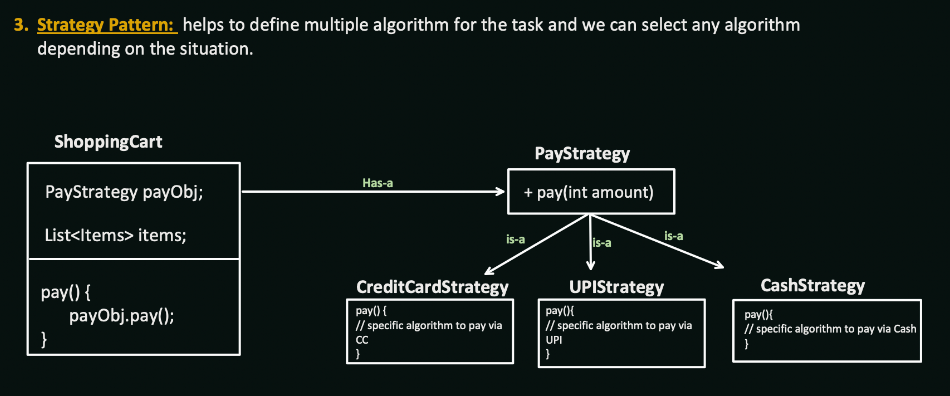 3. Strategy Pattern: helps to define multiple algorithm for the task and we can select any algorithm
depending on the situation.
ShoppingCart
PayStrategy payObj;
List<Items> items;
pay() {
payObj.pay();
}
Has-a
PayStrategy
+ pay(int amount)
is-a
is-a
is-a
CreditCardStrategy
pay() {
// specific algorithm to pay via
CC
}
UPIStrategy
pay(){
// specific algorithm to pay via
UPI
}
CashStrategy
pay(){
// specific algorithm to pay via Cash
}